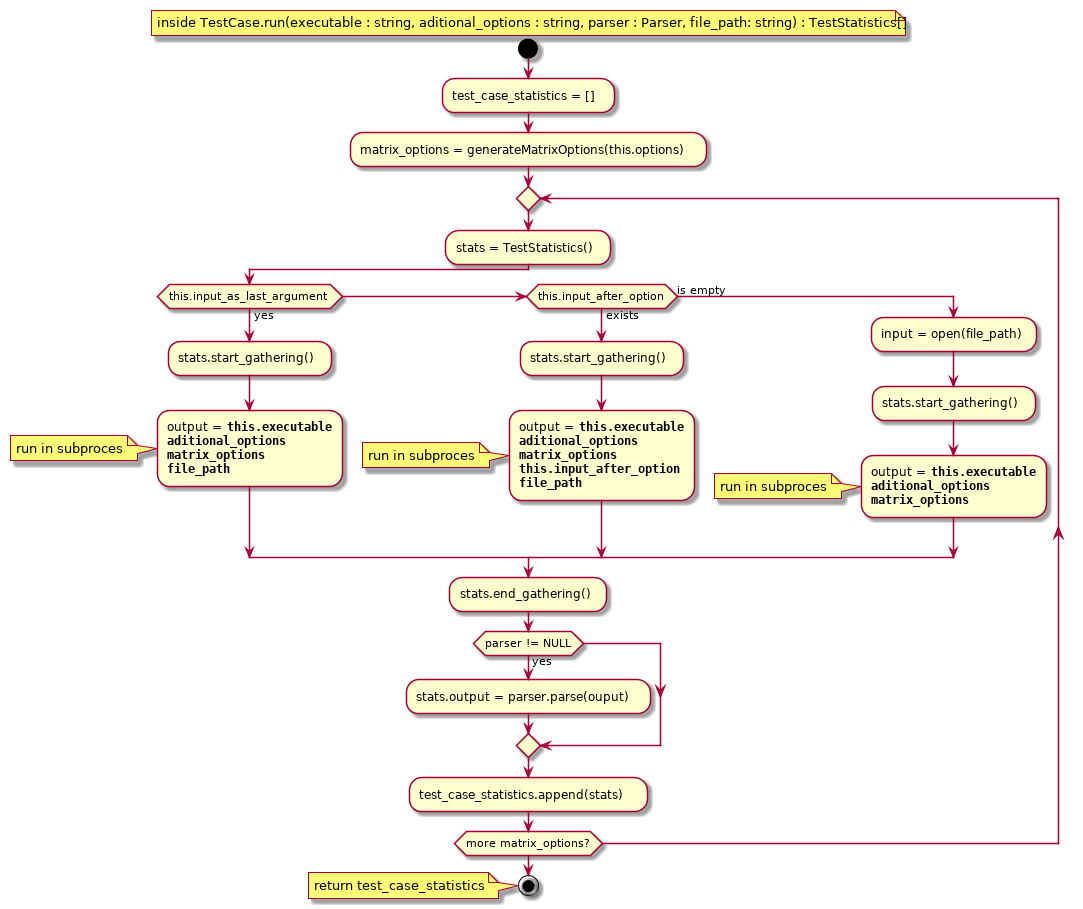 inside TestCase.run(executable : string, aditional_options : string, parser : Parser, file_path: string) : TestStatistics[]
test_case_statistics = []
matrix_options = generateMatrixOptions(this.options)
stats = TestStatistics()
this.input_as_last_argument
yes
stats.start_gathering()
run in subproces
output = this.executable
aditional_options
matrix_options
file_path
this.input_after_option
exists
stats.start_gathering()
run in subproces
output = this.executable
aditional_options
matrix_options
this.input_after_option
file_path
is empty
input = open(file_path)
stats.start_gathering()
run in subproces
output = this.executable
aditional_options
matrix_options
stats.end_gathering()
parser != NULL
yes
stats.output = parser.parse(ouput)
test_case_statistics.append(stats)
more matrix_options?
return test_case_statistics